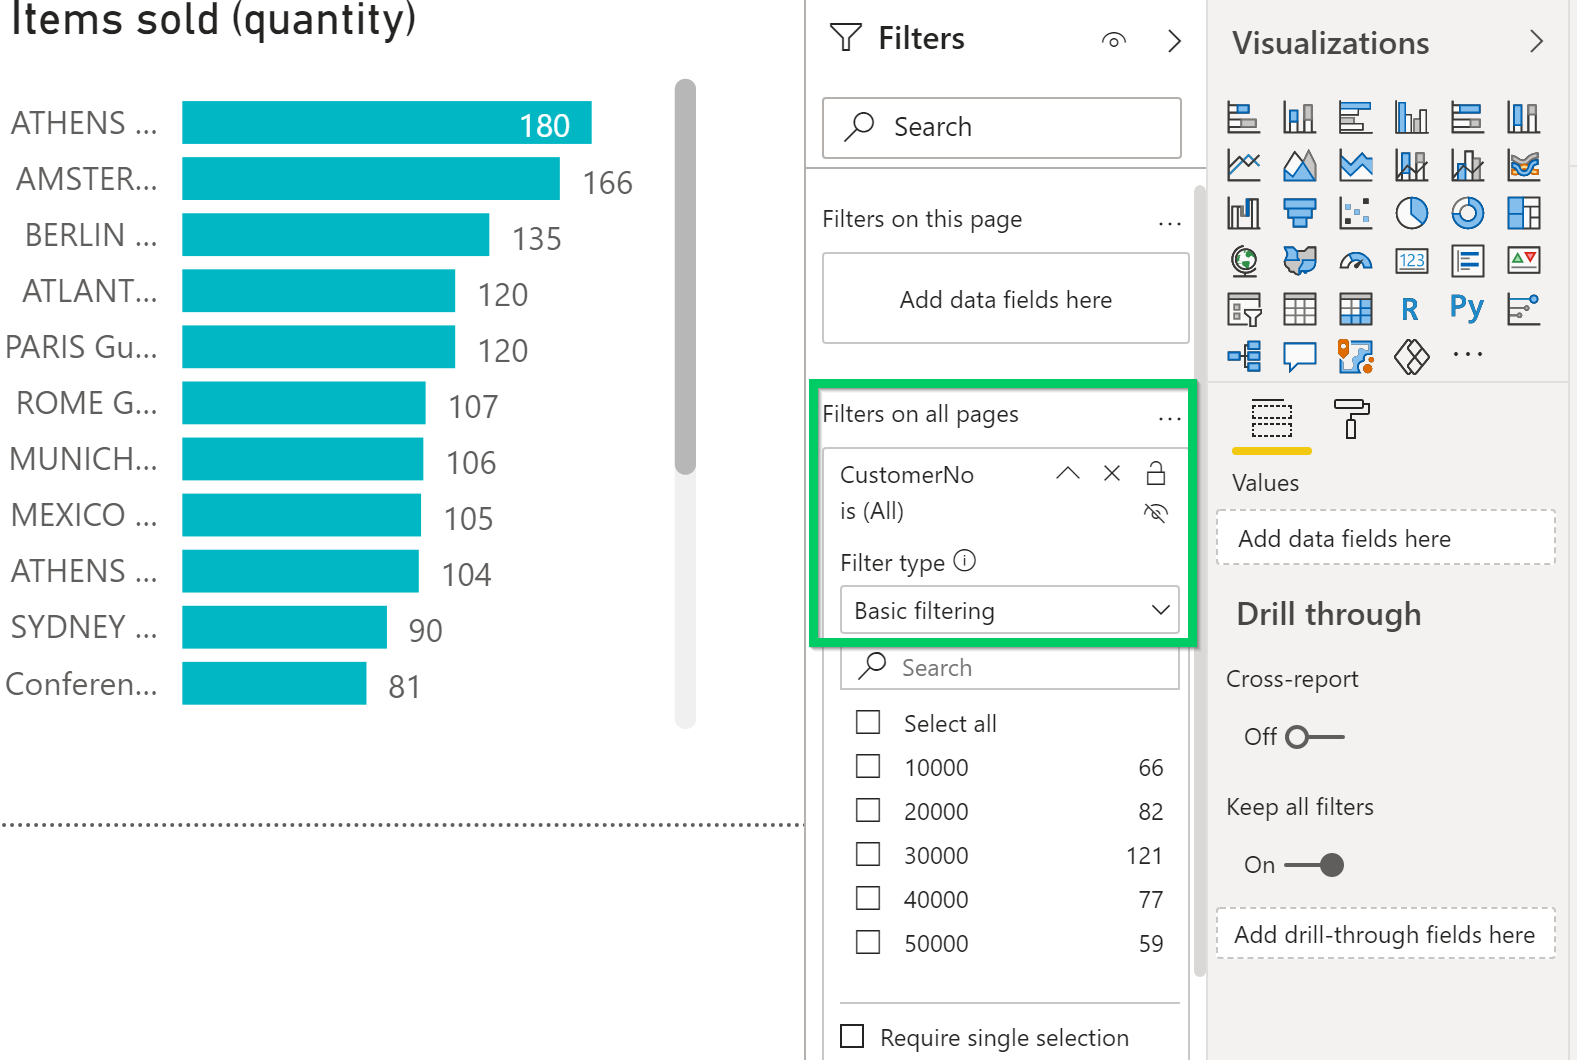 Items sold (quantity)
ATHENS ... 180
AMSTER... 166
BERLIN ... 135
ATLANT... 120
PARIS Gu... 120
ROME G... 107
MUNICH... 106
MEXICO ... 105
ATHENS ... 104
SYDNEY ... 90
Conferen... 81
Filters
Search
Filters on this page ...
Add data fields here
Filters on all pages ...
CustomerNo
is (All)
Filter type
Basic filtering
Search
Select all
10000 66
20000 82
30000 121
40000 77
50000 59
Require single selection
Visualizations
123
R Py
...
Values
Add data fields here
Drill through
Cross-report
Off
Keep all filters
On
Add drill-through fields here